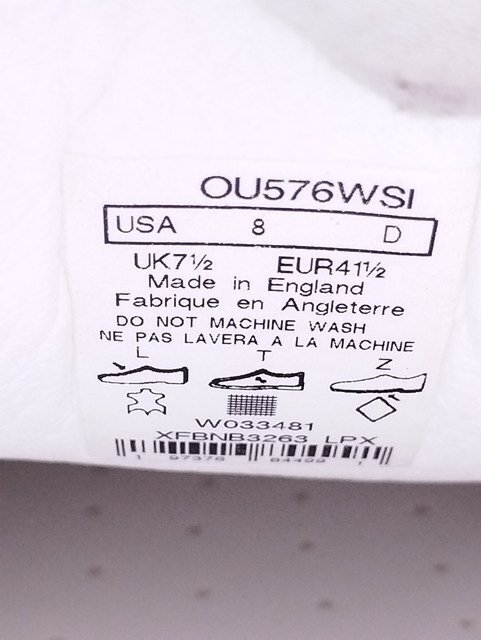 OU576WSI
USA 8 D
UK7½ EUR41½
Made in England
Fabrique en Angleterre
DO NOT MACHINE WASH
NE PAS LAVERA A LA MACHINE
L T Z
W033481
XFBNB3263 LPX